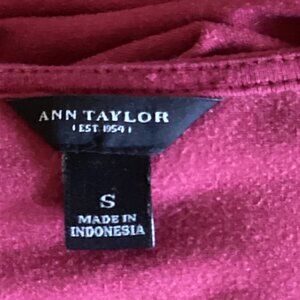 ANN TAYLOR
EST. 1954
S
MADE IN
INDONESIA